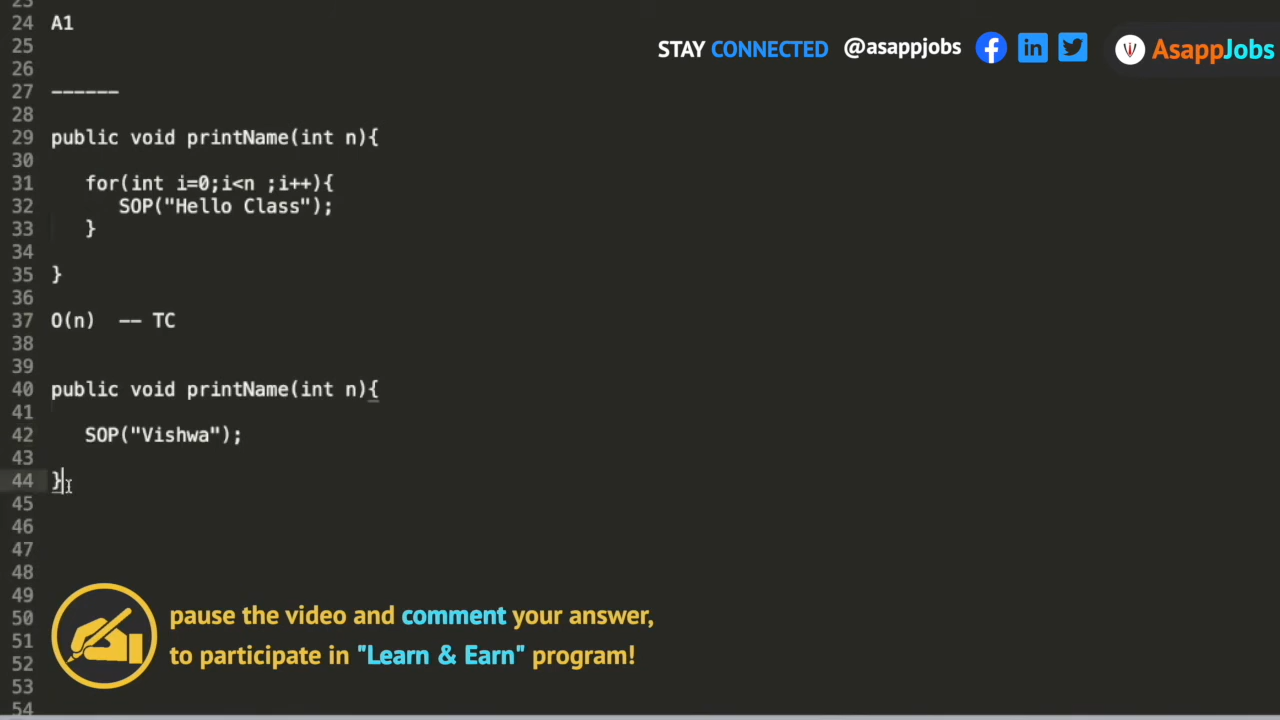 23
24 A1
STAY CONNECTED @asappjobs AsappJobs
25
26
27 ------
28
29 public void printName(int n){
30
31 for(int i=0;i<n ;i++){
32 SOP("Hello Class");
33 }
34
35 }
36
37 O(n) -- TC
38
39
40 public void printName(int n){
41
42 SOP("Vishwa");
43
44 }
45
46
47
48
49
50
51
52
53
54
pause the video and comment your answer,
to participate in "Learn & Earn" program!